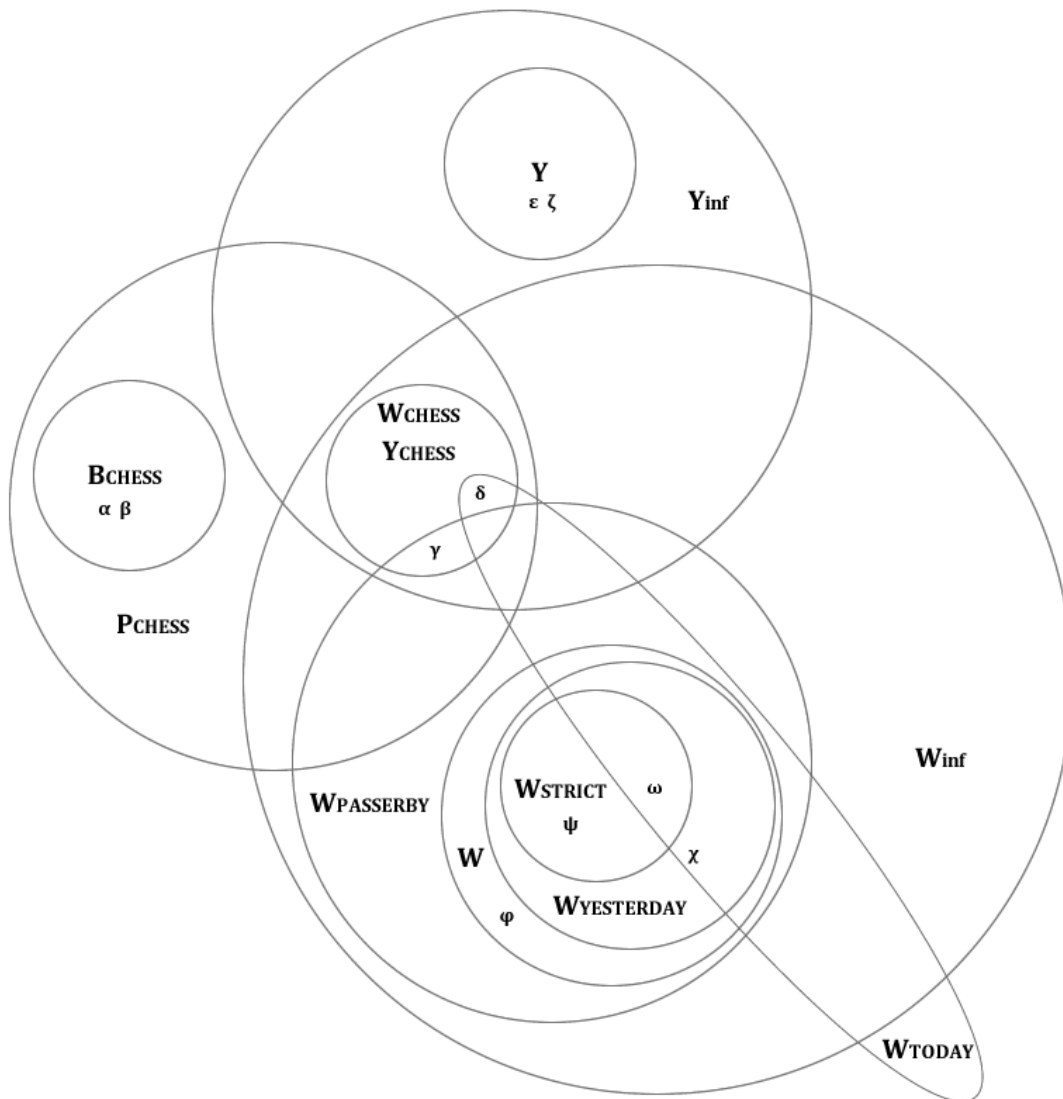 Y
ε ζ
Yinf
WCHESS
YCHESS
BCHESS
α β
δ
γ
PCHESS
Winf
WPASSERBY
WSTRICT
ω
ψ
W
χ
WYESTERDAY
φ
WTODAY